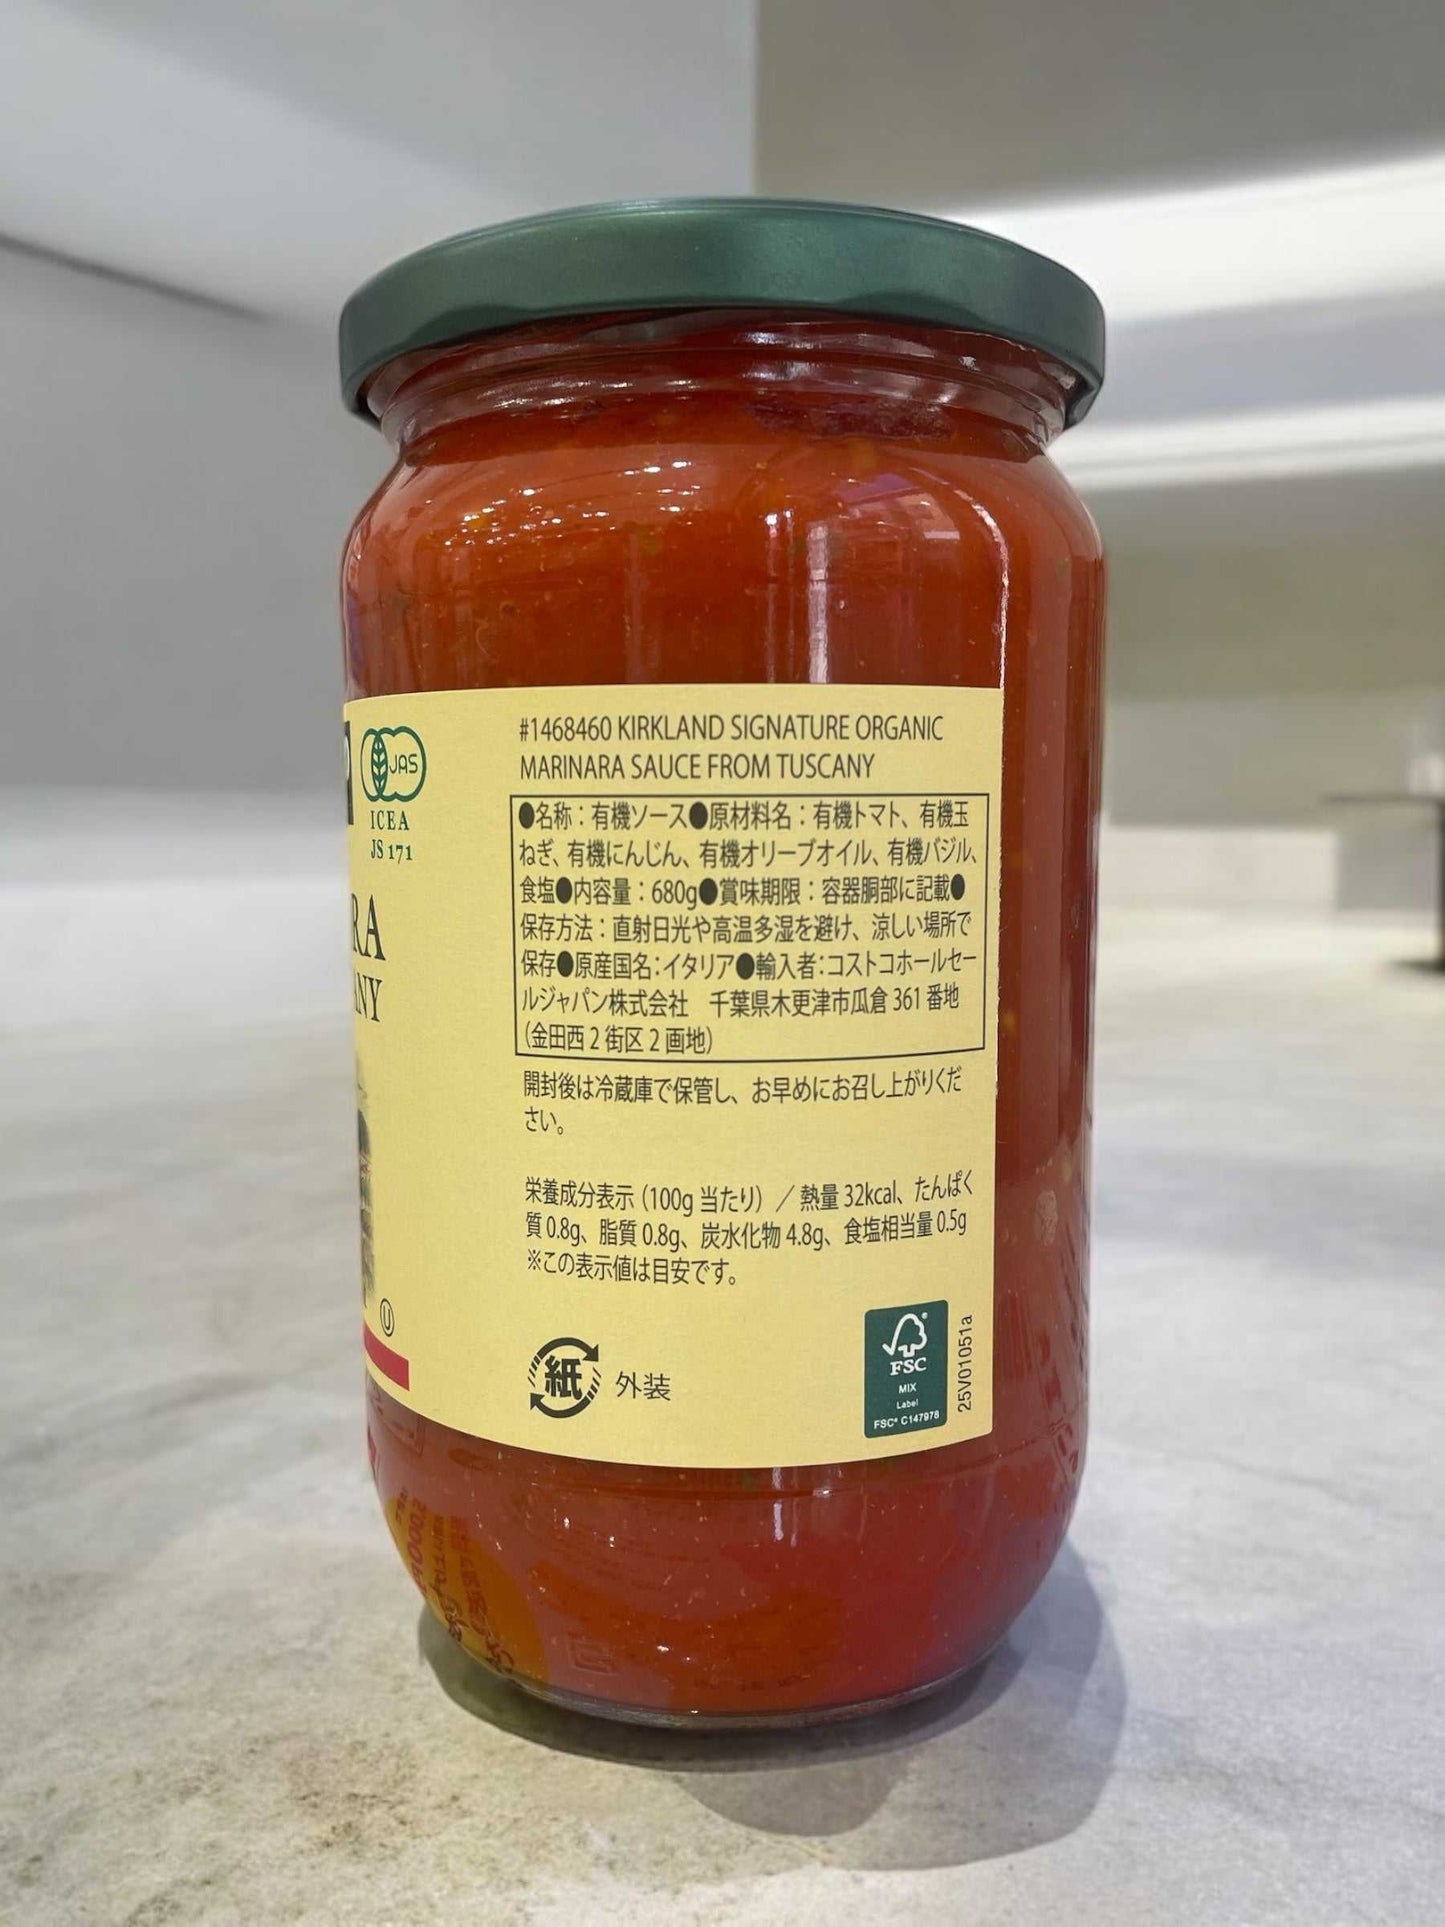 JAS
ICEA
JS 171
RA
ANY
#1468460 KIRKLAND SIGNATURE ORGANIC
MARINARA SAUCE FROM TUSCANY
●名称：有機ソース●原材料名：有機トマト、有機玉
ねぎ、有機にんじん、有機オリーブオイル、有機バジル、
食塩●内容量：680g●賞味期限：容器胴部に記載●
保存方法：直射日光や高温多湿を避け、涼しい場所で
保存●原産国名：イタリア●輸入者：コストコホールセー
ルジャパン株式会社　千葉県木更津市瓜倉 361 番地
（金田西 2 街区 2 画地）
開封後は冷蔵庫で保管し、お早めにお召し上がりくだ
さい。
栄養成分表示（100g 当たり）／熱量 32kcal、たんぱく
質 0.8g、脂質 0.8g、炭水化物 4.8g、食塩相当量 0.5g
※この表示値は目安です。
U
紙 外装
FSC
MIX
Label
FSC® C147978
25V01051a